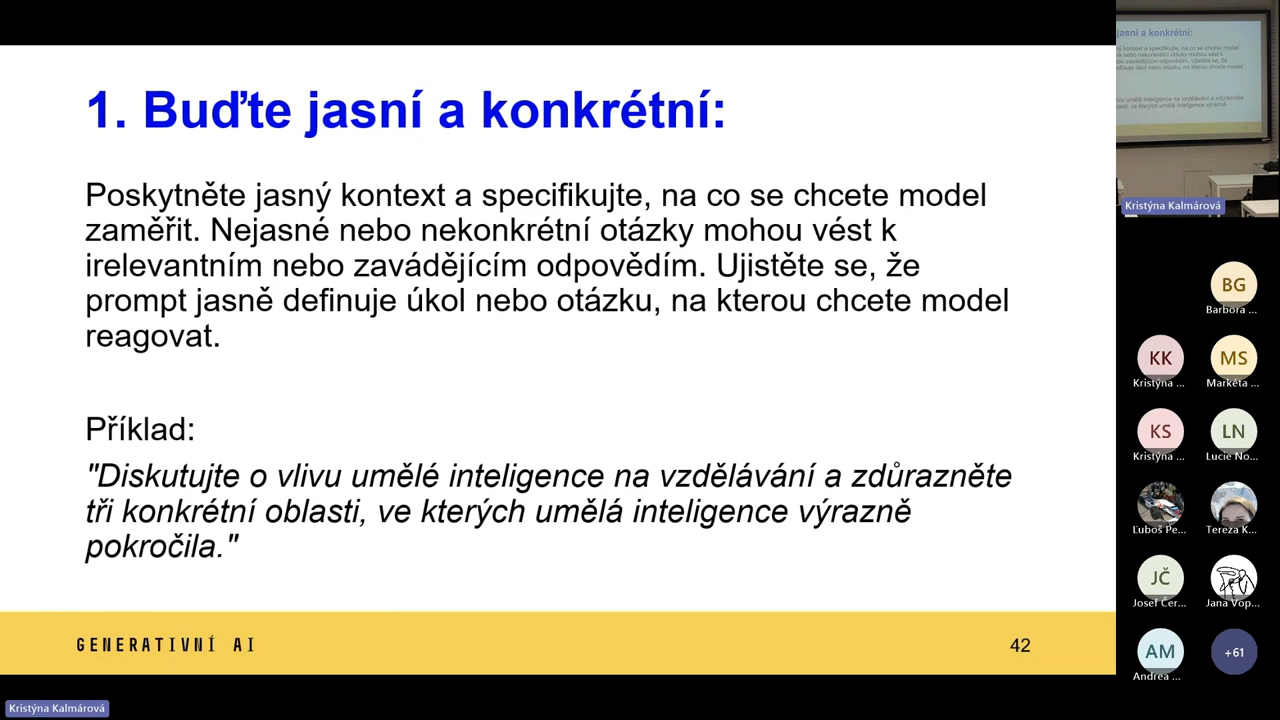 1. Buďte jasní a konkrétní:
Poskytněte jasný kontext a specifikujte, na co se chcete model
zaměřit. Nejasné nebo nekonkrétní otázky mohou vést k
irelevantním nebo zavádějícím odpovědím. Ujistěte se, že
prompt jasně definuje úkol nebo otázku, na kterou chcete model
reagovat.
Příklad:
"Diskutujte o vlivu umělé inteligence na vzdělávání a zdůrazněte
tři konkrétní oblasti, ve kterých umělá inteligence výrazně
pokročila."
GENERATIVNÍ AI
42
Kristýna Kalmárová
jasní a konkrétní:
Kristýna Kalmárová
BG
Barbora ...
KK
Kristýna ...
MS
Markéta ...
KS
Kristýna ...
LN
Lucie No...
Ľuboš Pe...
Tereza K...
JČ
Josef Čer...
Jana Vop...
AM
Andrea ...
+61